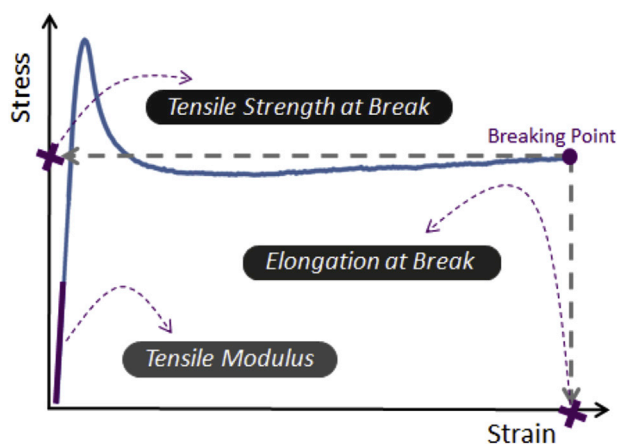 Stress
Tensile Strength at Break
Breaking Point
Elongation at Break
Tensile Modulus
Strain